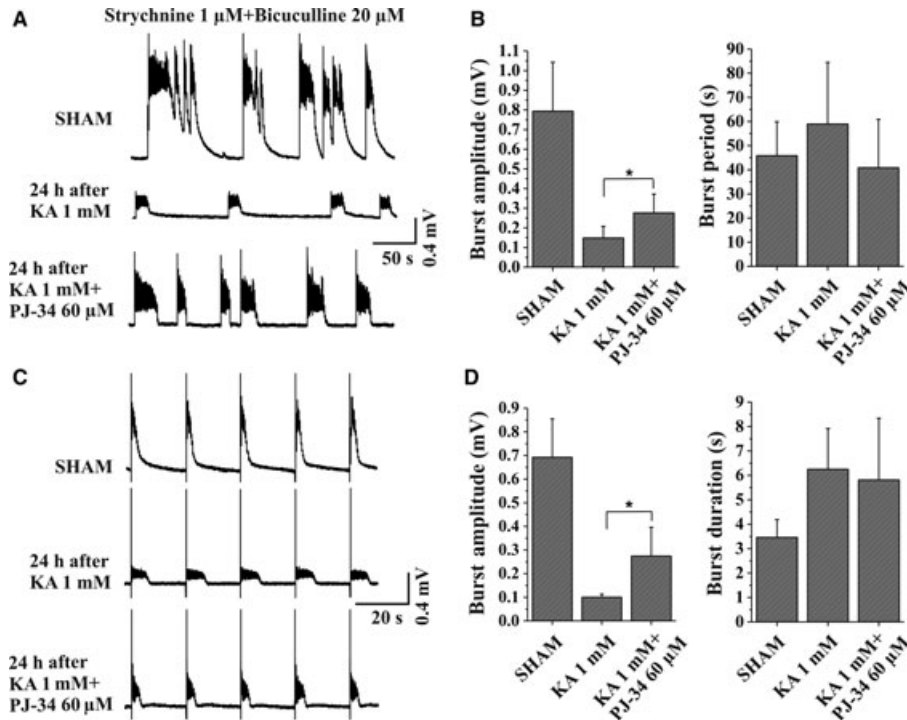 A
Strychnine 1 µM+Bicuculline 20 µM
SHAM
24 h after
KA 1 mM
50 s
0.4 mV
24 h after
KA 1 mM+
PJ-34 60 µM
B
Burst amplitude (mV)
1.1
1.0
0.9
0.8
0.7
0.6
0.5
0.4
0.3
0.2
0.1
0.0
*
SHAM
KA 1 mM
KA 1 mM+
PJ-34 60 µM
Burst period (s)
90
80
70
60
50
40
30
20
10
0
SHAM
KA 1 mM
KA 1 mM+
PJ-34 60 µM
C
SHAM
24 h after
KA 1 mM
20 s
0.4 mV
24 h after
KA 1 mM+
PJ-34 60 µM
D
Burst amplitude (mV)
0.9
0.8
0.7
0.6
0.5
0.4
0.3
0.2
0.1
0.0
*
SHAM
KA 1 mM
KA 1 mM+
PJ-34 60 µM
Burst duration (s)
9
8
7
6
5
4
3
2
1
0
SHAM
KA 1 mM
KA 1 mM+
PJ-34 60 µM